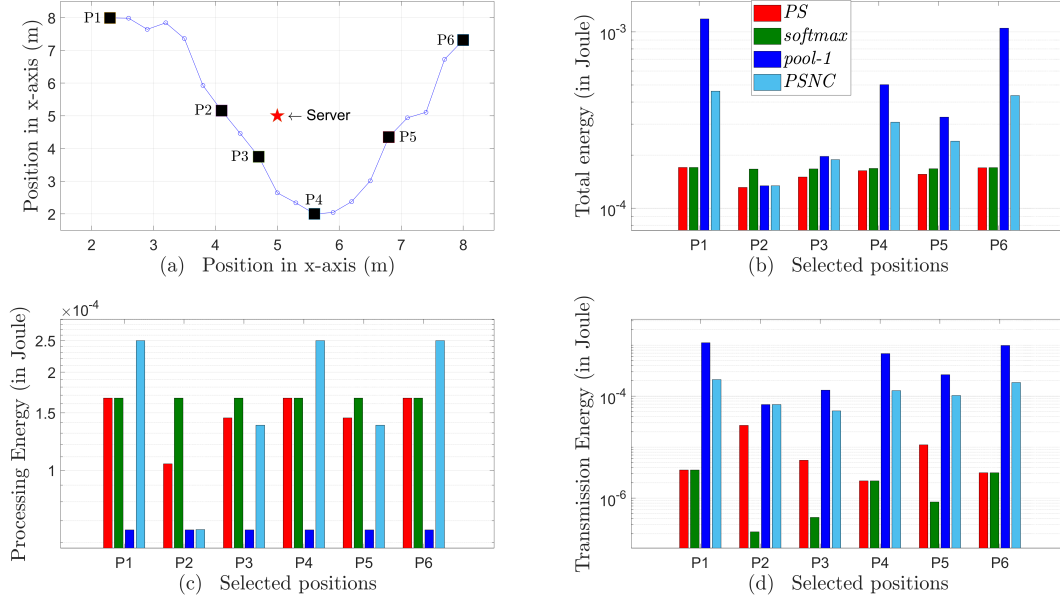 Position in x-axis (m)
8
7
6
5
4
3
2
P1
P2
P3
P4
P5
P6
← Server
2 3 4 5 6 7 8
(a) Position in x-axis (m)
Total energy (in Joule)
10-3
10-4
PS
softmax
pool-1
PSNC
P1 P2 P3 P4 P5 P6
(b) Selected positions
Processing Energy (in Joule)
×10-4
2.5
2
1.5
1
P1 P2 P3 P4 P5 P6
(c) Selected positions
Transmission Energy (in Joule)
10-4
10-6
P1 P2 P3 P4 P5 P6
(d) Selected positions